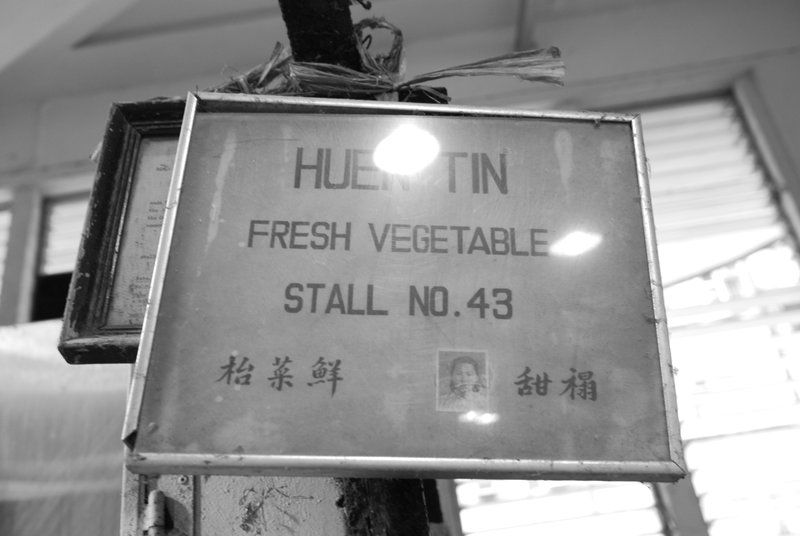 HUEN TIN
FRESH VEGETABLE
STALL NO. 43
禤甜 鮮菜枱